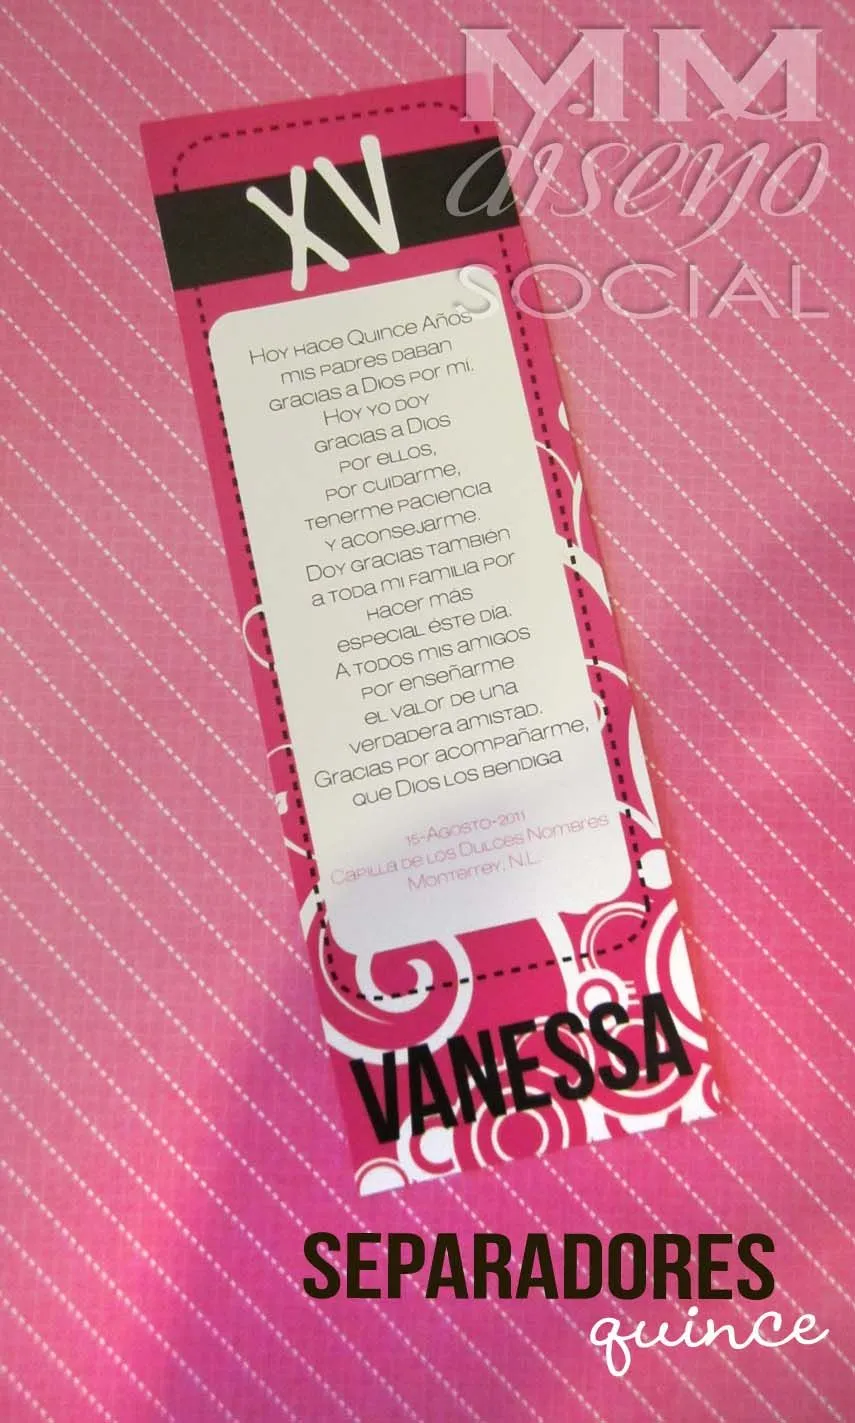 M.M
diseño
SOCIAL
XV
Hoy hace Quince Años
mis padres daban
gracias a Dios por mí.
Hoy yo doy
gracias a Dios
por ellos,
por cuidarme,
tenerme paciencia
y aconsejarme.
Doy gracias también
a toda mi familia por
hacer más
especial éste día.
A todos mis amigos
por enseñarme
el valor de una
verdadera amistad.
Gracias por acompañarme,
que Dios los bendiga
15-Agosto-2011
Capilla de los Dulces Nombres
Monterrey, N.L.
VANESSA
SEPARADORES
quince